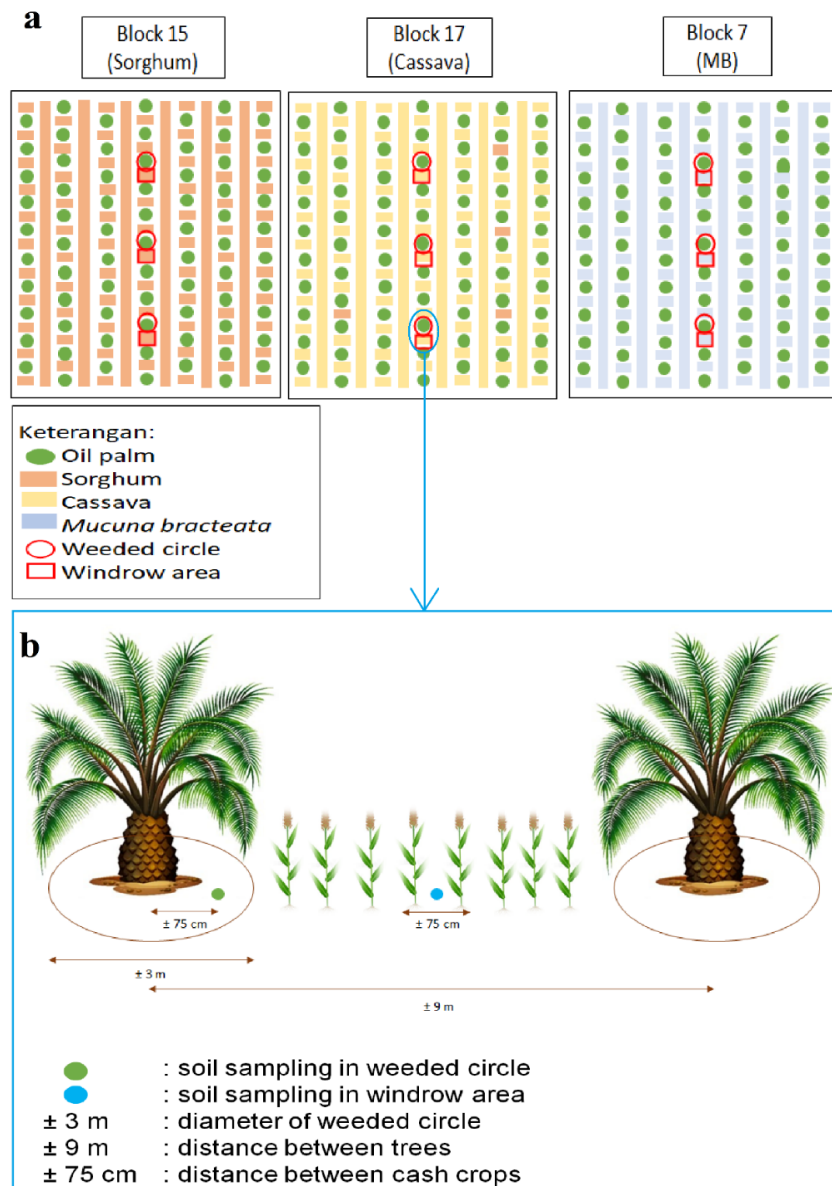 a
Block 15
(Sorghum)
Block 17
(Cassava)
Block 7
(MB)
Keterangan:
Oil palm
Sorghum
Cassava
Mucuna bracteata
Weeded circle
Windrow area
b
± 75 cm
± 75 cm
± 3 m
± 9 m
: soil sampling in weeded circle
: soil sampling in windrow area
± 3 m : diameter of weeded circle
± 9 m : distance between trees
± 75 cm : distance between cash crops